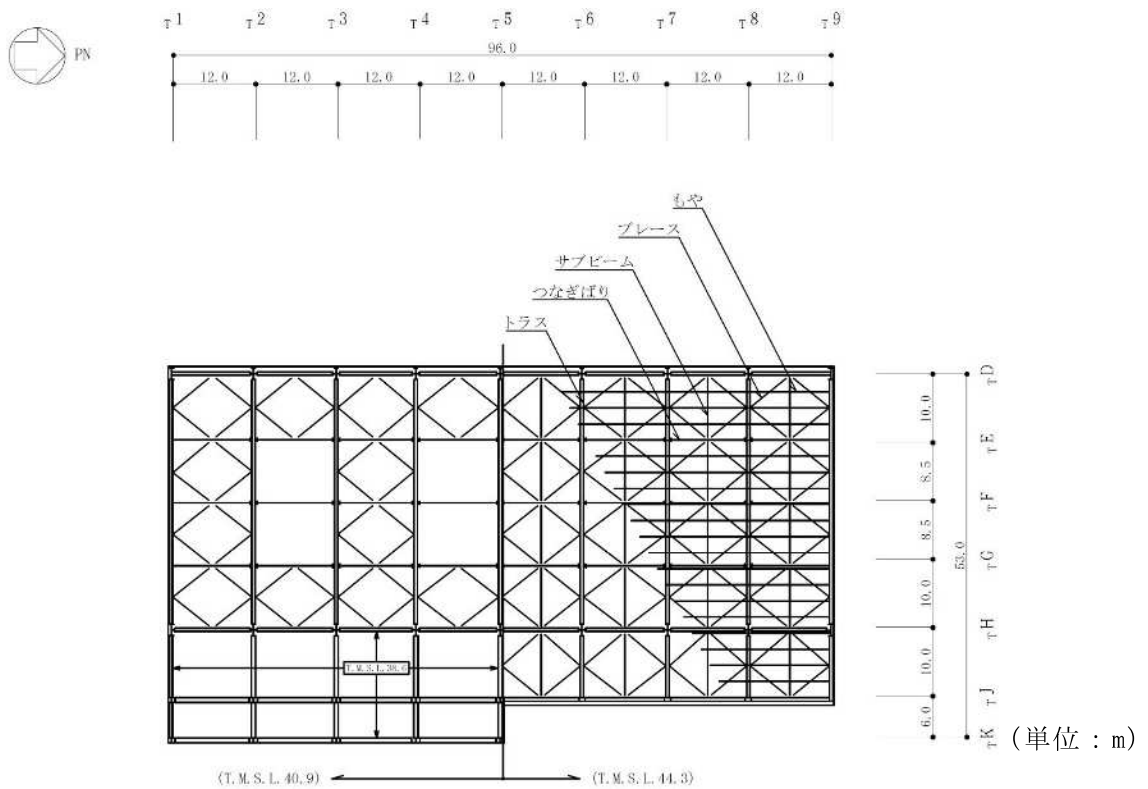 T1 T2 T3 T4 T5 T6 T7 T8 T9
PN
96.0
12.0 12.0 12.0 12.0 12.0 12.0 12.0 12.0
もや
ブレース
サブビーム
つなぎばり
トラス
TD
10.0
TE
8.5
TF
8.5
53.0
TG
10.0
TH
T.M.S.L.38.6
10.0
TJ
6.0
TK
(単位:m)
(T.M.S.L.40.9)
(T.M.S.L.44.3)